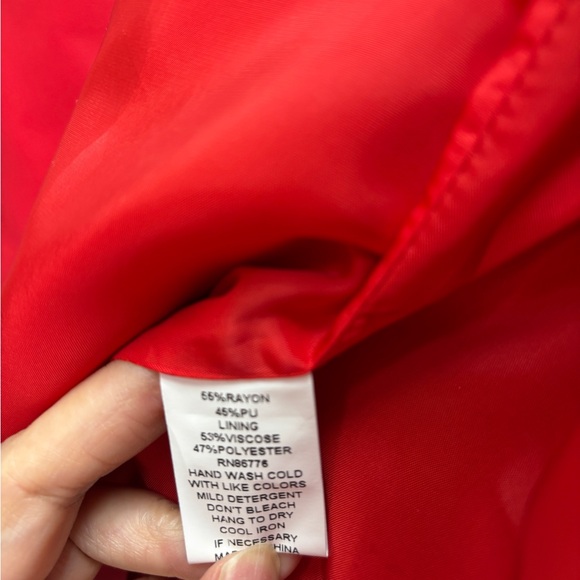 55%RAYON
45%PU
LINING
53%VISCOSE
47%POLYESTER
RN86776
HAND WASH COLD
WITH LIKE COLORS
MILD DETERGENT
DON'T BLEACH
HANG TO DRY
COOL IRON
IF NECESSARY